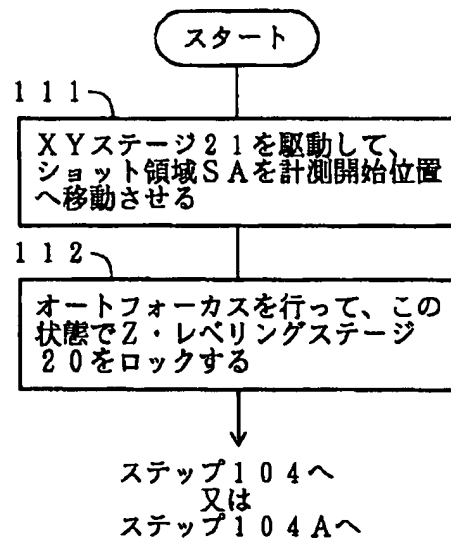 スタート
111
XYステージ21を駆動して、
ショット領域SAを計測開始位置
へ移動させる
112
オートフォーカスを行って、この
状態でZ・レベリングステージ
20をロックする
ステップ104へ
又は
ステップ104Aへ